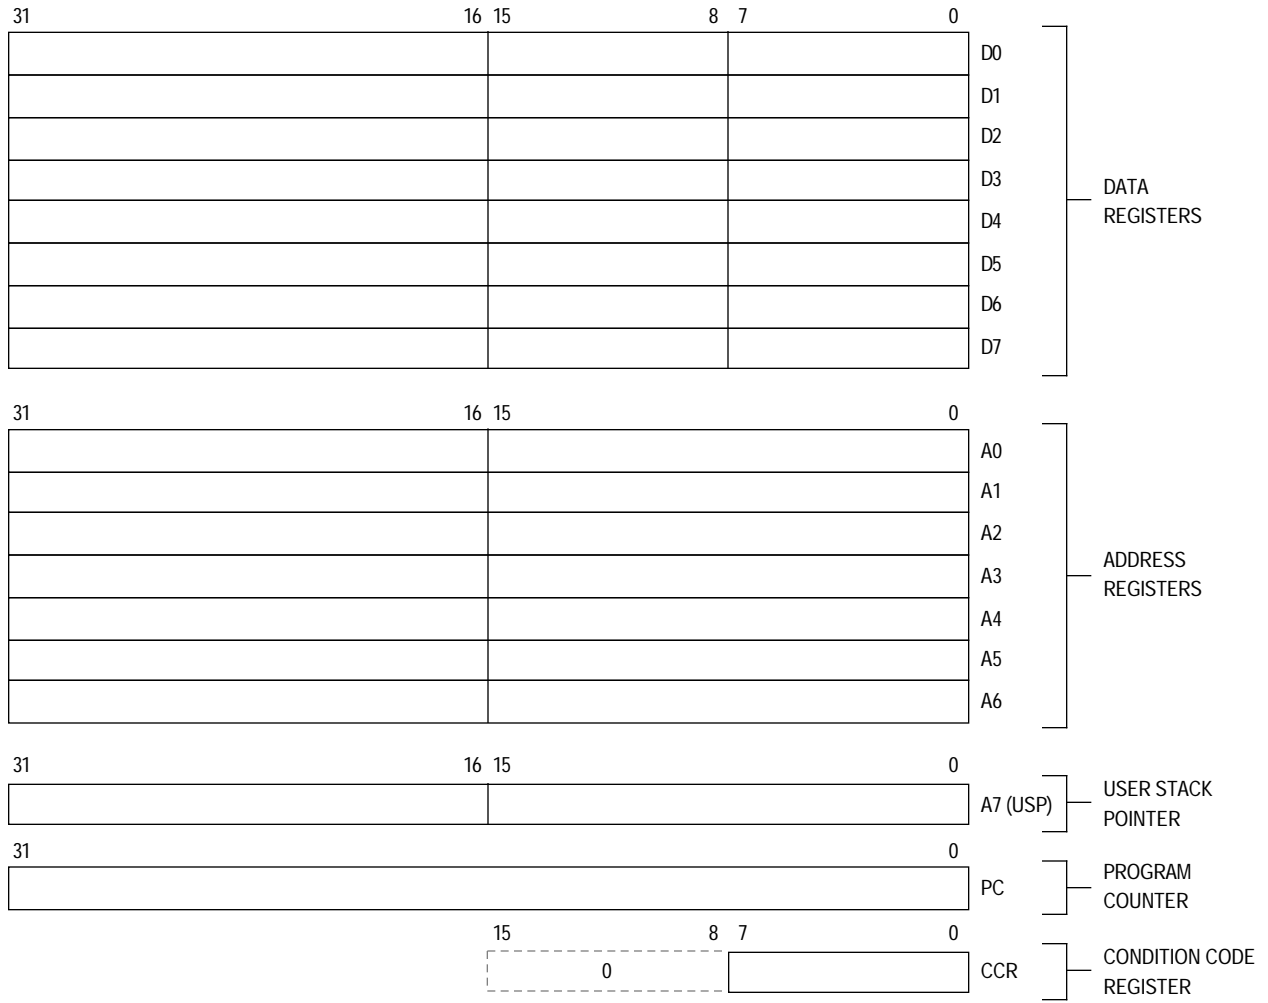 31 16 15 8 7 0
D0
D1
D2
D3
D4
D5
D6
D7
DATA
REGISTERS
31 16 15 0
A0
A1
A2
A3
A4
A5
A6
ADDRESS
REGISTERS
31 16 15 0
A7 (USP)
USER STACK
POINTER
31 0
PC
PROGRAM
COUNTER
15 8 7 0
0
CCR
CONDITION CODE
REGISTER